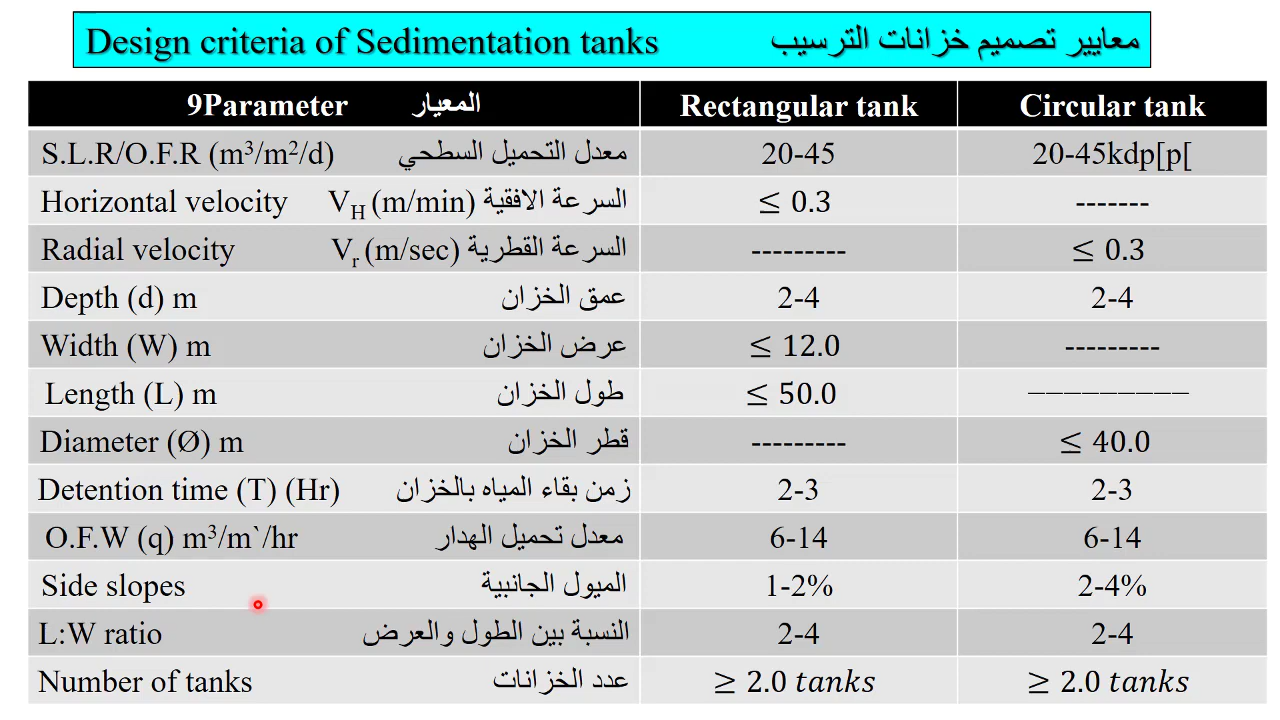 Design criteria of Sedimentation tanks معايير تصميم خزانات الترسيب
9Parameter المعيار Rectangular tank Circular tank
S.L.R/O.F.R (m³/m²/d) معدل التحميل السطحي 20-45 20-45kdp[p[
Horizontal velocity V_H (m/min) السرعة الافقية ≤ 0.3 -------
Radial velocity V_r (m/sec) السرعة القطرية --------- ≤ 0.3
Depth (d) m عمق الخزان 2-4 2-4
Width (W) m عرض الخزان ≤ 12.0 ---------
Length (L) m طول الخزان ≤ 50.0 −−−−−−−−−
Diameter (Ø) m قطر الخزان --------- ≤ 40.0
Detention time (T) (Hr) زمن بقاء المياه بالخزان 2-3 2-3
O.F.W (q) m³/m`/hr معدل تحميل الهدار 6-14 6-14
Side slopes الميول الجانبية 1-2% 2-4%
L:W ratio النسبة بين الطول والعرض 2-4 2-4
Number of tanks عدد الخزانات ≥ 2.0 tanks ≥ 2.0 tanks